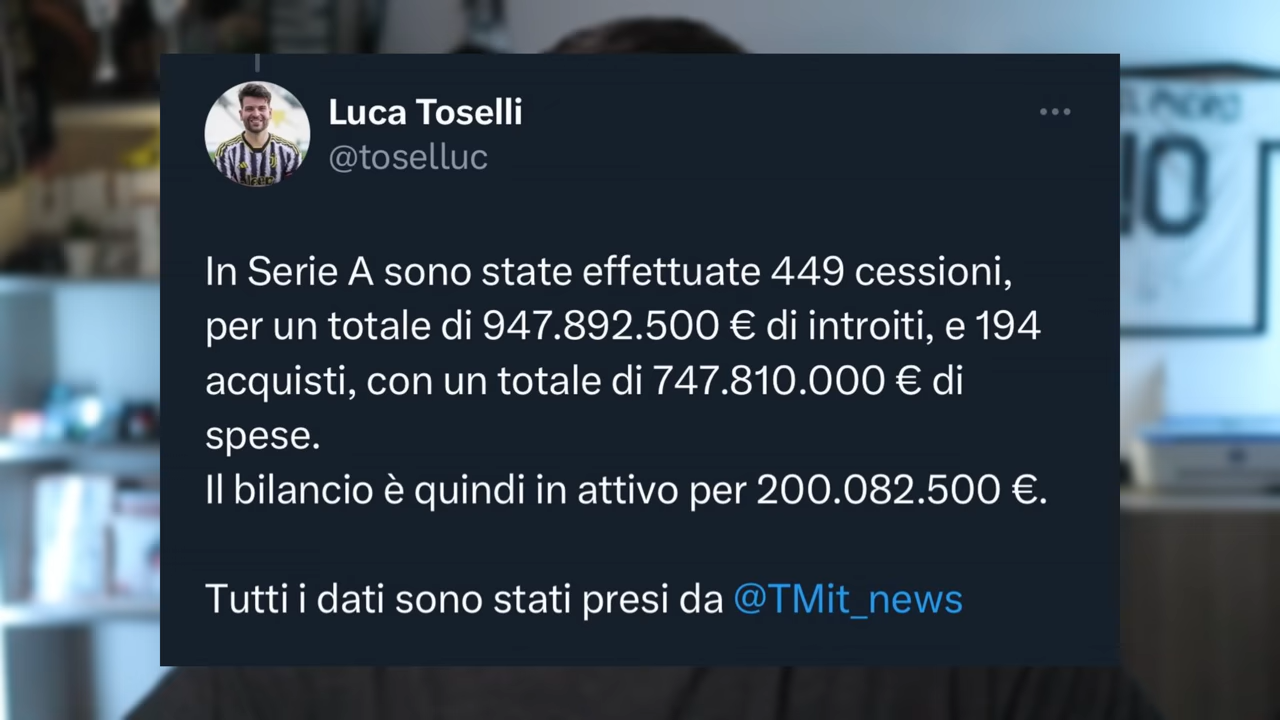 Luca Toselli
@toselluc
In Serie A sono state effettuate 449 cessioni,
per un totale di 947.892.500 € di introiti, e 194
acquisti, con un totale di 747.810.000 € di
spese.
Il bilancio è quindi in attivo per 200.082.500 €.
Tutti i dati sono stati presi da @TMit_news